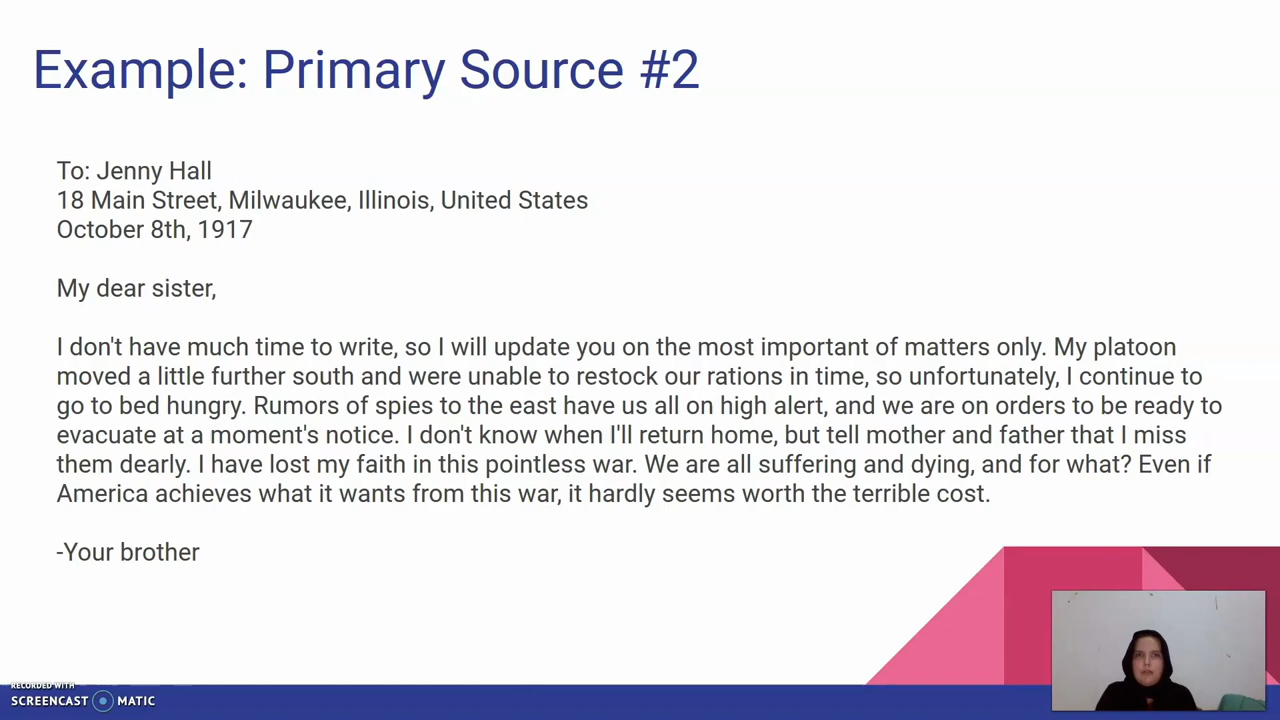 Example: Primary Source #2
To: Jenny Hall
18 Main Street, Milwaukee, Illinois, United States
October 8th, 1917
My dear sister,
I don't have much time to write, so I will update you on the most important of matters only. My platoon
moved a little further south and were unable to restock our rations in time, so unfortunately, I continue to
go to bed hungry. Rumors of spies to the east have us all on high alert, and we are on orders to be ready to
evacuate at a moment's notice. I don't know when I'll return home, but tell mother and father that I miss
them dearly. I have lost my faith in this pointless war. We are all suffering and dying, and for what? Even if
America achieves what it wants from this war, it hardly seems worth the terrible cost.
-Your brother
RECORDED WITH
SCREENCAST MATIC